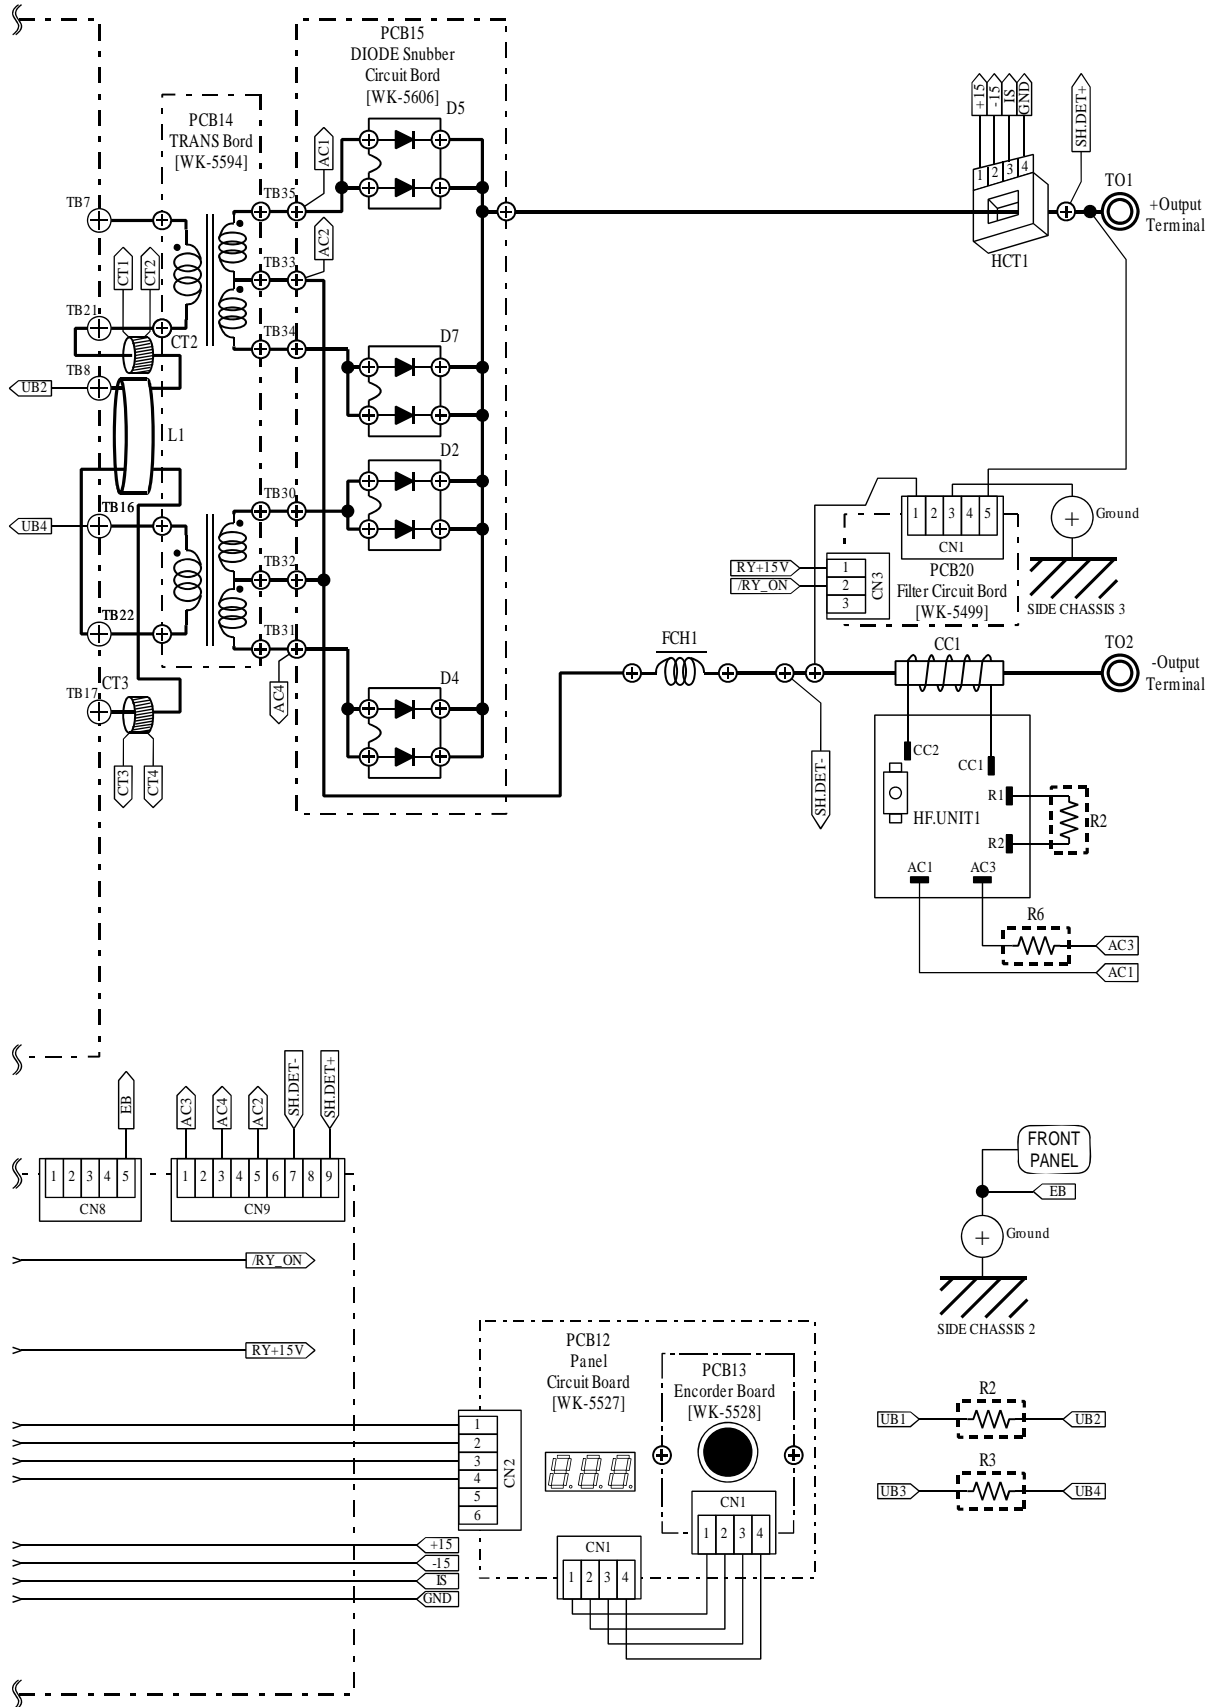 PCB15
DIODE Snubber
Circuit Bord
[WK-5606]
D5
PCB14
TRANS Bord
[WK-5594]
AC1
TB35
TB7
AC2
TB33
CT1
CT2
TB21
CT2
TB34
D7
TB8
UB2
L1
D2
TB30
TB16
UB4
TB32
TB22
TB31
CT3
TB17
AC4
D4
CT3
CT4
+15
-15
IS
GND
1 2 3 4
SH.DET+
TO1
+Output
Terminal
HCT1
1 2 3 4 5
CN1
Ground
RY+15V
/RY_ON
1
2
3
CN3
PCB20
Filter Circuit Bord
[WK-5499]
SIDE CHASSIS 3
FCH1
CC1
TO2
-Output
Terminal
SH.DET-
CC2
CC1
HF.UNIT1
R1
R2
R2
AC1
AC3
R6
AC3
AC1
EB
AC3
AC4
AC2
SH.DET-
SH.DET+
1 2 3 4 5
CN8
1 2 3 4 5 6 7 8 9
CN9
/RY_ON
RY+15V
FRONT
PANEL
EB
Ground
SIDE CHASSIS 2
PCB12
Panel
Circuit Board
[WK-5527]
PCB13
Encorder Board
[WK-5528]
1
2
3
4
5
6
CN2
8.8.8.
CN1
1 2 3 4
CN1
1 2 3 4
+15
-15
IS
GND
R2
UB1
UB2
R3
UB3
UB4